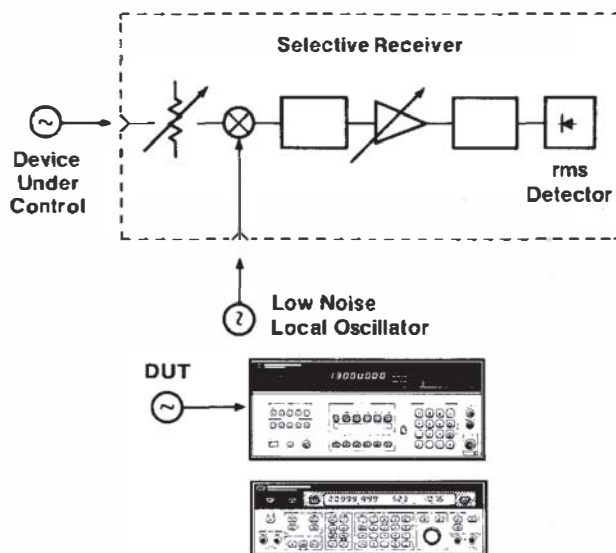 Selective Receiver
Device
Under
Control
rms
Detector
Low Noise
Local Oscillator
DUT